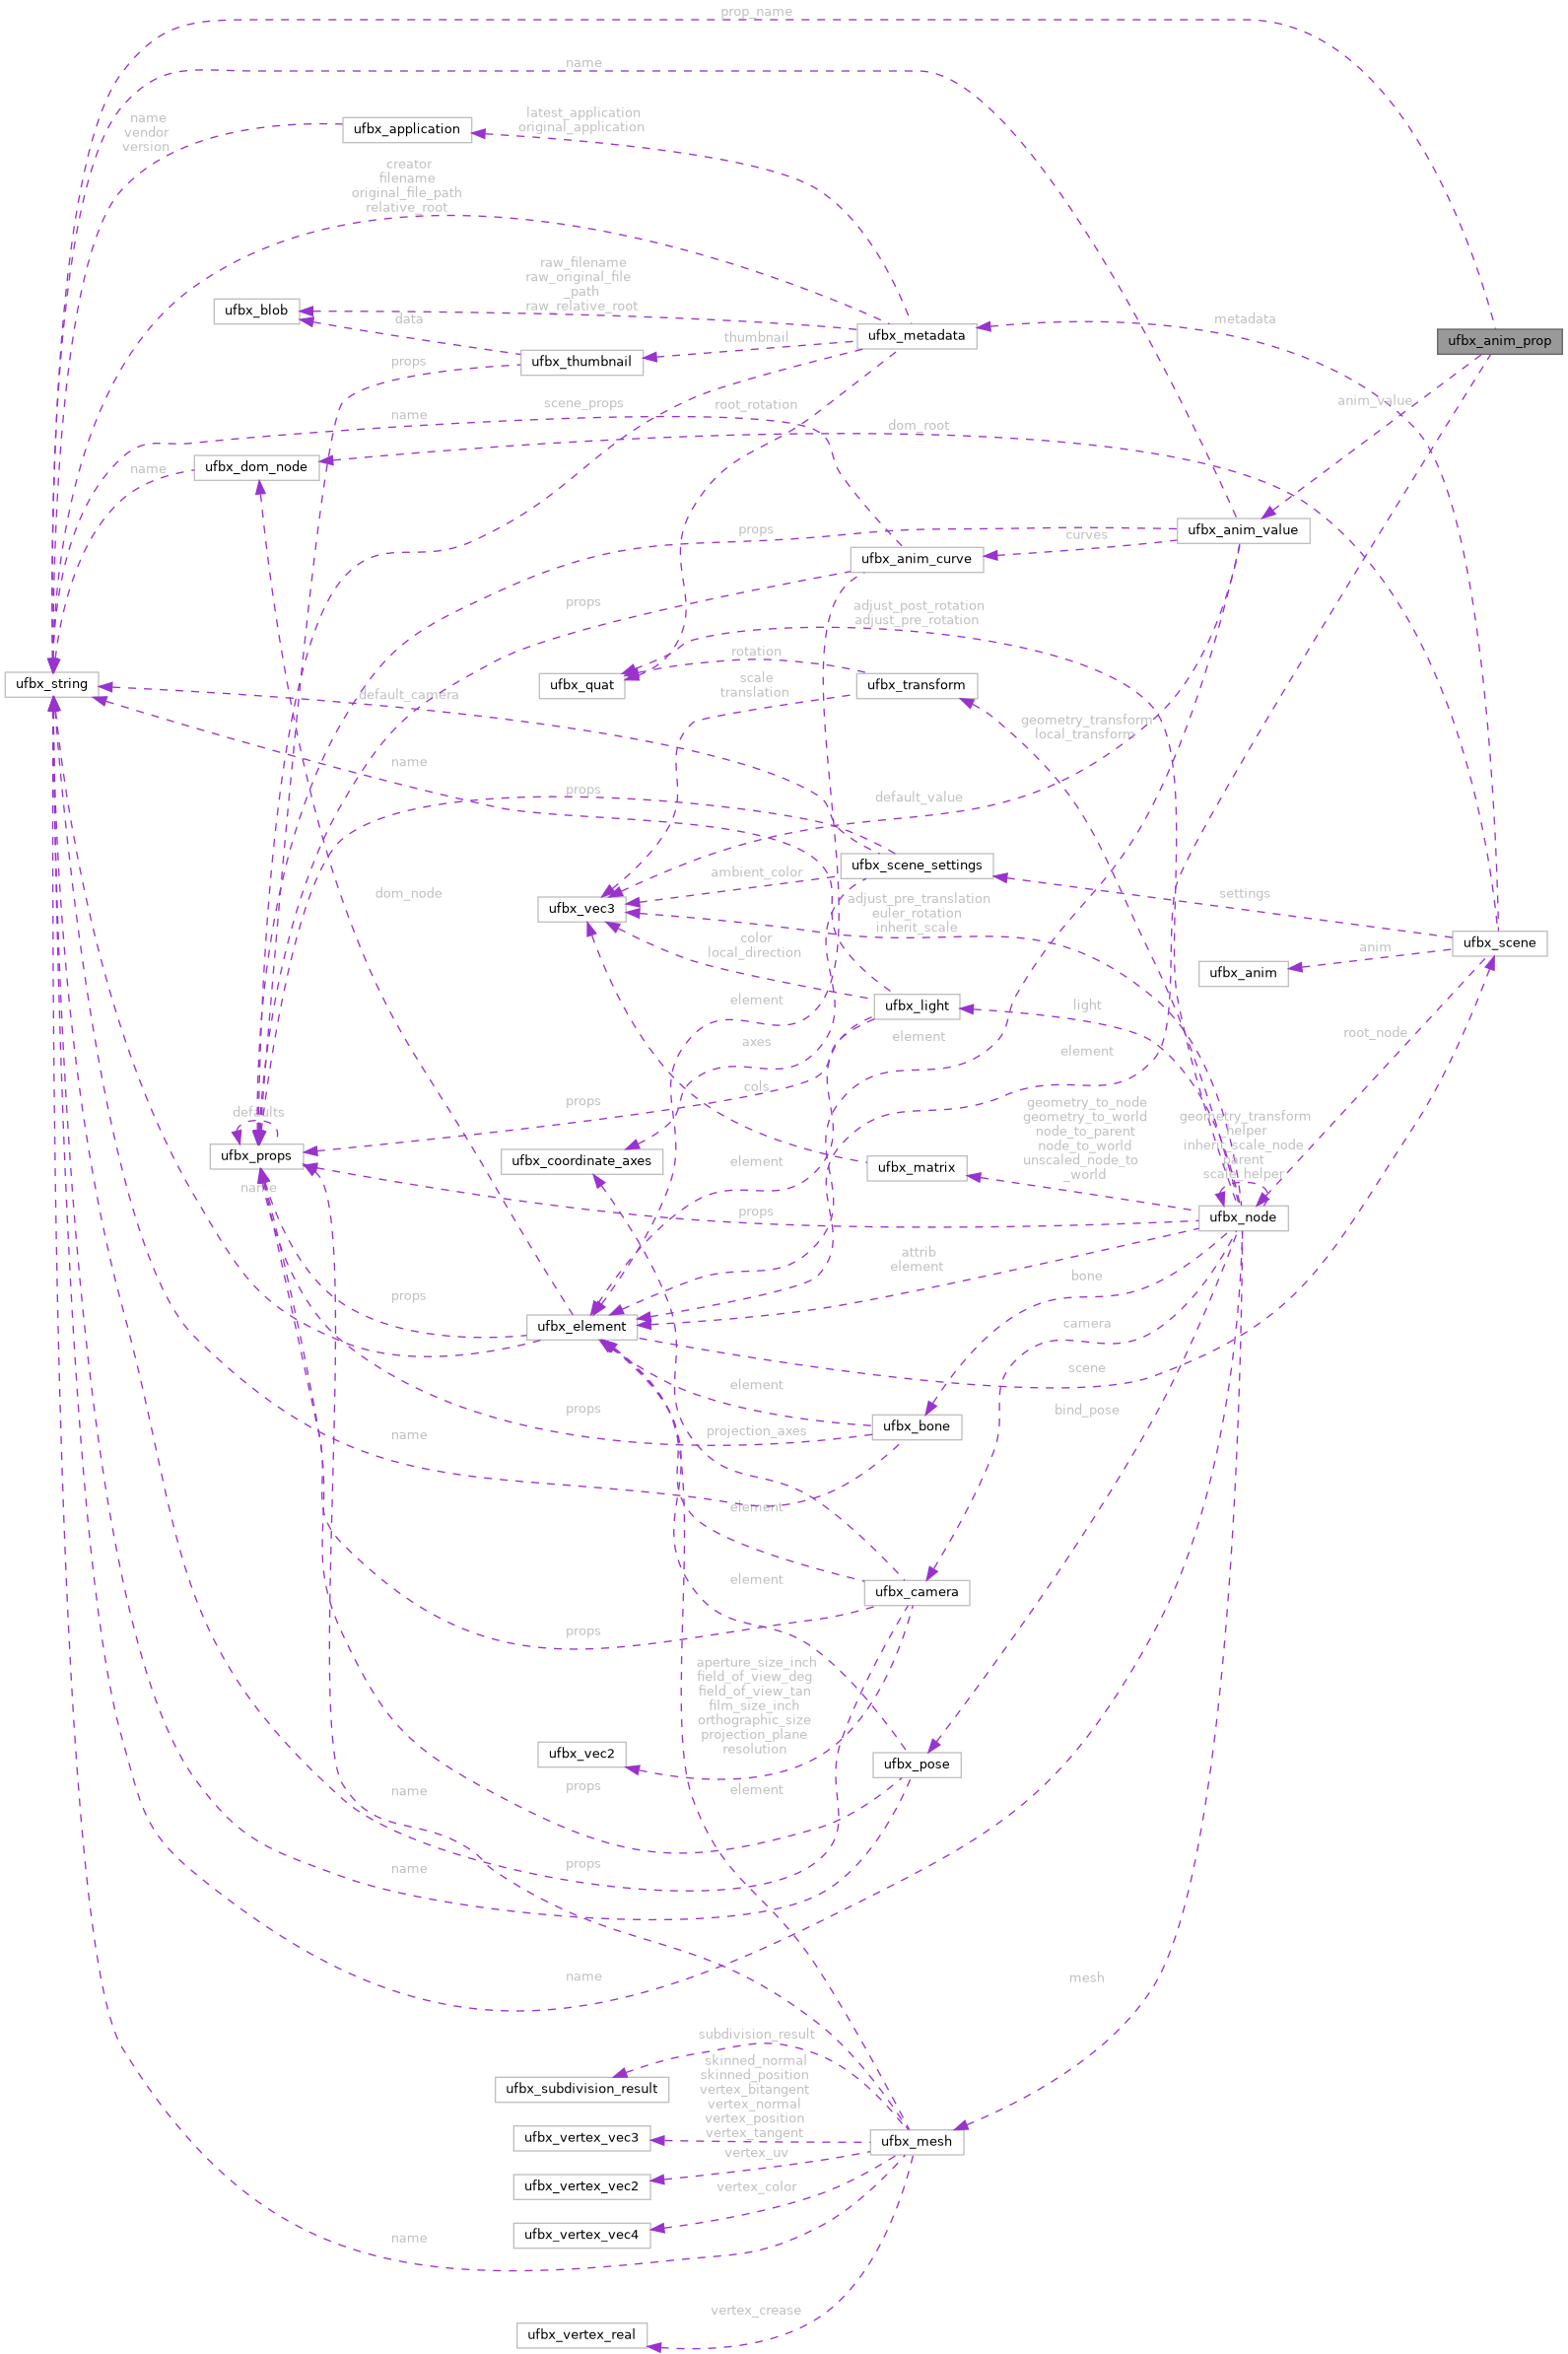 prop_name
name
latest_application
original_application
name
vendor
version
ufbx_application
creator
filename
original_file_path
relative_root
raw_filename
raw_original_file
_path
raw_relative_root
ufbx_blob
data
metadata
ufbx_metadata
thumbnail
ufbx_anim_prop
ufbx_thumbnail
props
scene_props
root_rotation
anim_value
name
dom_root
ufbx_dom_node
name
props
ufbx_anim_value
curves
ufbx_anim_curve
props
adjust_post_rotation
adjust_pre_rotation
rotation
ufbx_string
ufbx_quat
scale
translation
ufbx_transform
default_camera
geometry_transform
local_transform
name
props
default_value
ufbx_scene_settings
ambient_color
dom_node
settings
adjust_pre_translation
euler_rotation
inherit_scale
ufbx_vec3
color
local_direction
anim
ufbx_scene
ufbx_anim
element
ufbx_light
light
root_node
axes
element
element
cols
props
defaults
geometry_to_node
geometry_to_world
node_to_parent
node_to_world
unscaled_node_to
_world
geometry_transform
_helper
inherit_scale_node
parent
scale_helper
ufbx_props
ufbx_coordinate_axes
element
ufbx_matrix
name
props
ufbx_node
attrib
element
bone
props
ufbx_element
camera
scene
element
props
bind_pose
name
projection_axes
ufbx_bone
element
element
ufbx_camera
props
aperture_size_inch
field_of_view_deg
field_of_view_tan
film_size_inch
orthographic_size
projection_plane
resolution
ufbx_vec2
ufbx_pose
props
name
element
props
name
name
mesh
subdivision_result
ufbx_subdivision_result
skinned_normal
skinned_position
vertex_bitangent
vertex_normal
vertex_position
vertex_tangent
ufbx_vertex_vec3
ufbx_mesh
vertex_uv
ufbx_vertex_vec2
vertex_color
ufbx_vertex_vec4
name
vertex_crease
ufbx_vertex_real